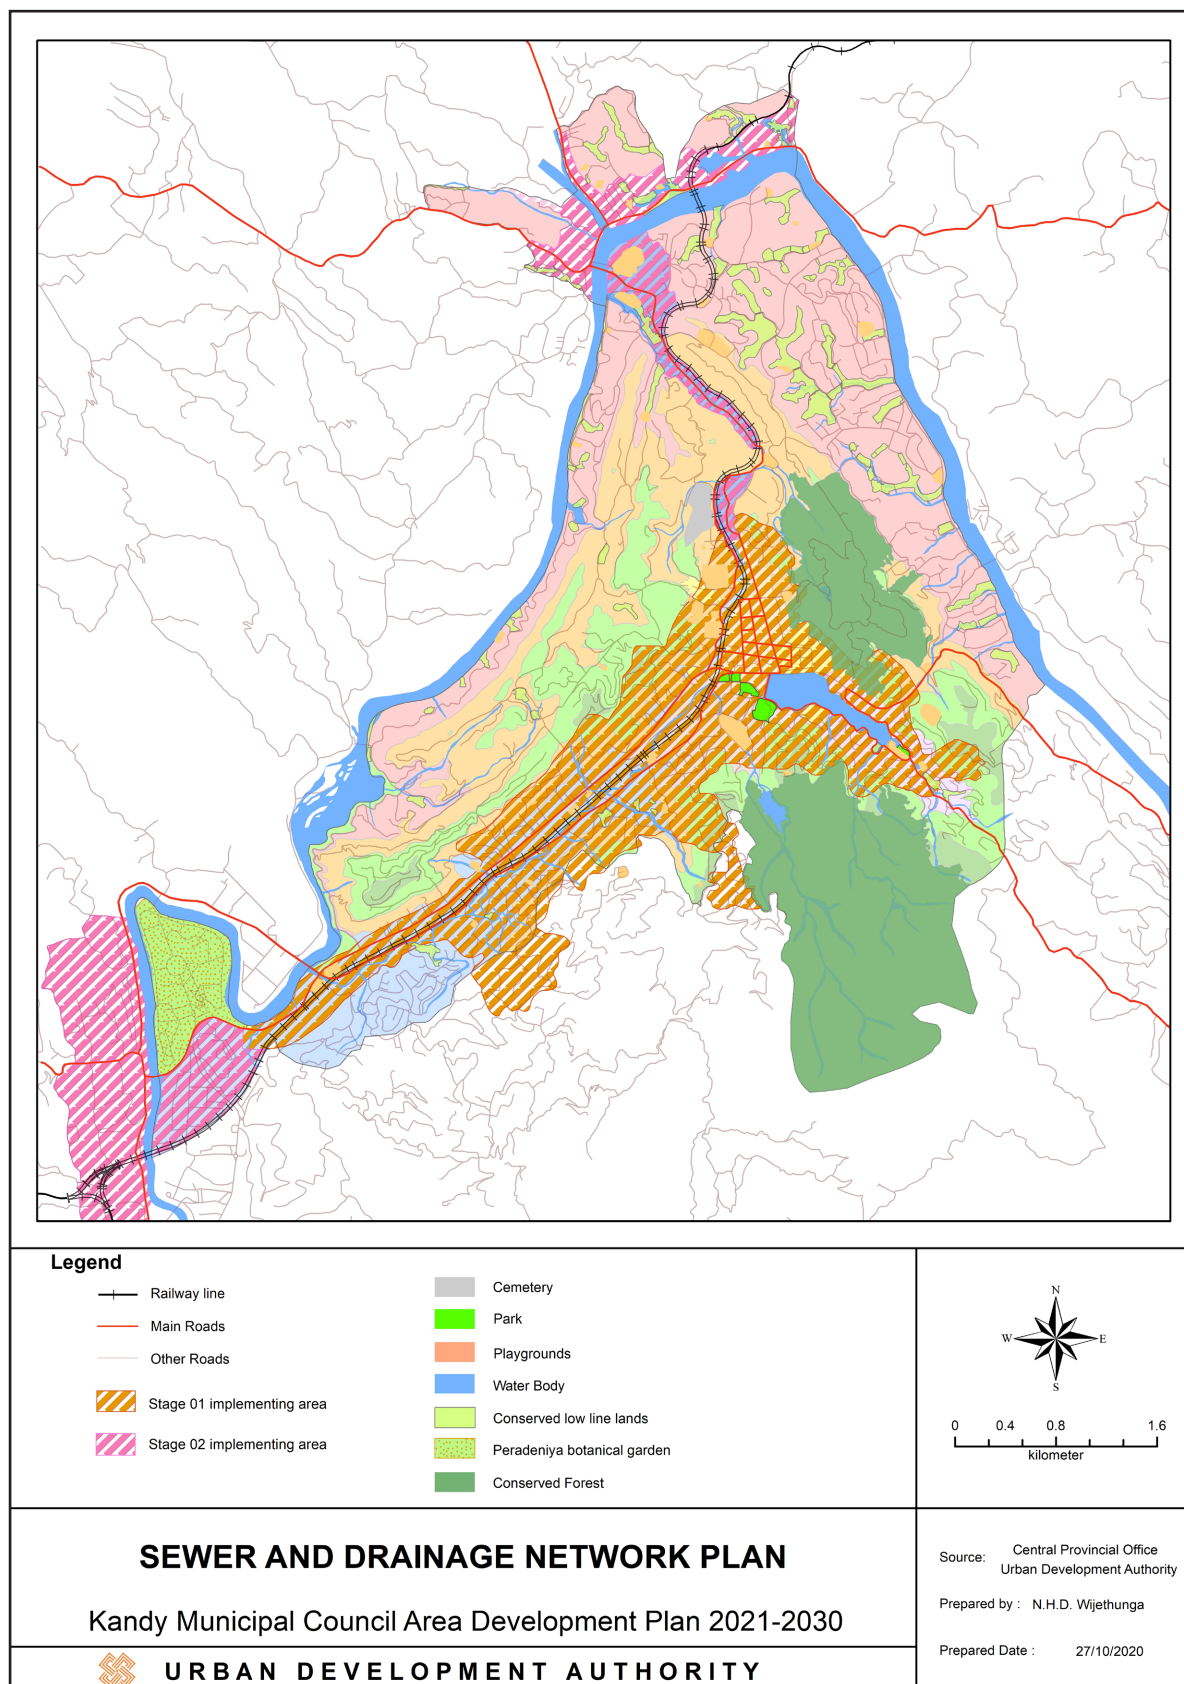 Legend
Railway line
Main Roads
Other Roads
Stage 01 implementing area
Stage 02 implementing area
Cemetery
Park
Playgrounds
Water Body
Conserved low line lands
Peradeniya botanical garden
Conserved Forest
N
W E
S
0 0.4 0.8 1.6
kilometer
SEWER AND DRAINAGE NETWORK PLAN
Kandy Municipal Council Area Development Plan 2021-2030
URBAN DEVELOPMENT AUTHORITY
Source: Central Provincial Office
Urban Development Authority
Prepared by : N.H.D. Wijethunga
Prepared Date : 27/10/2020